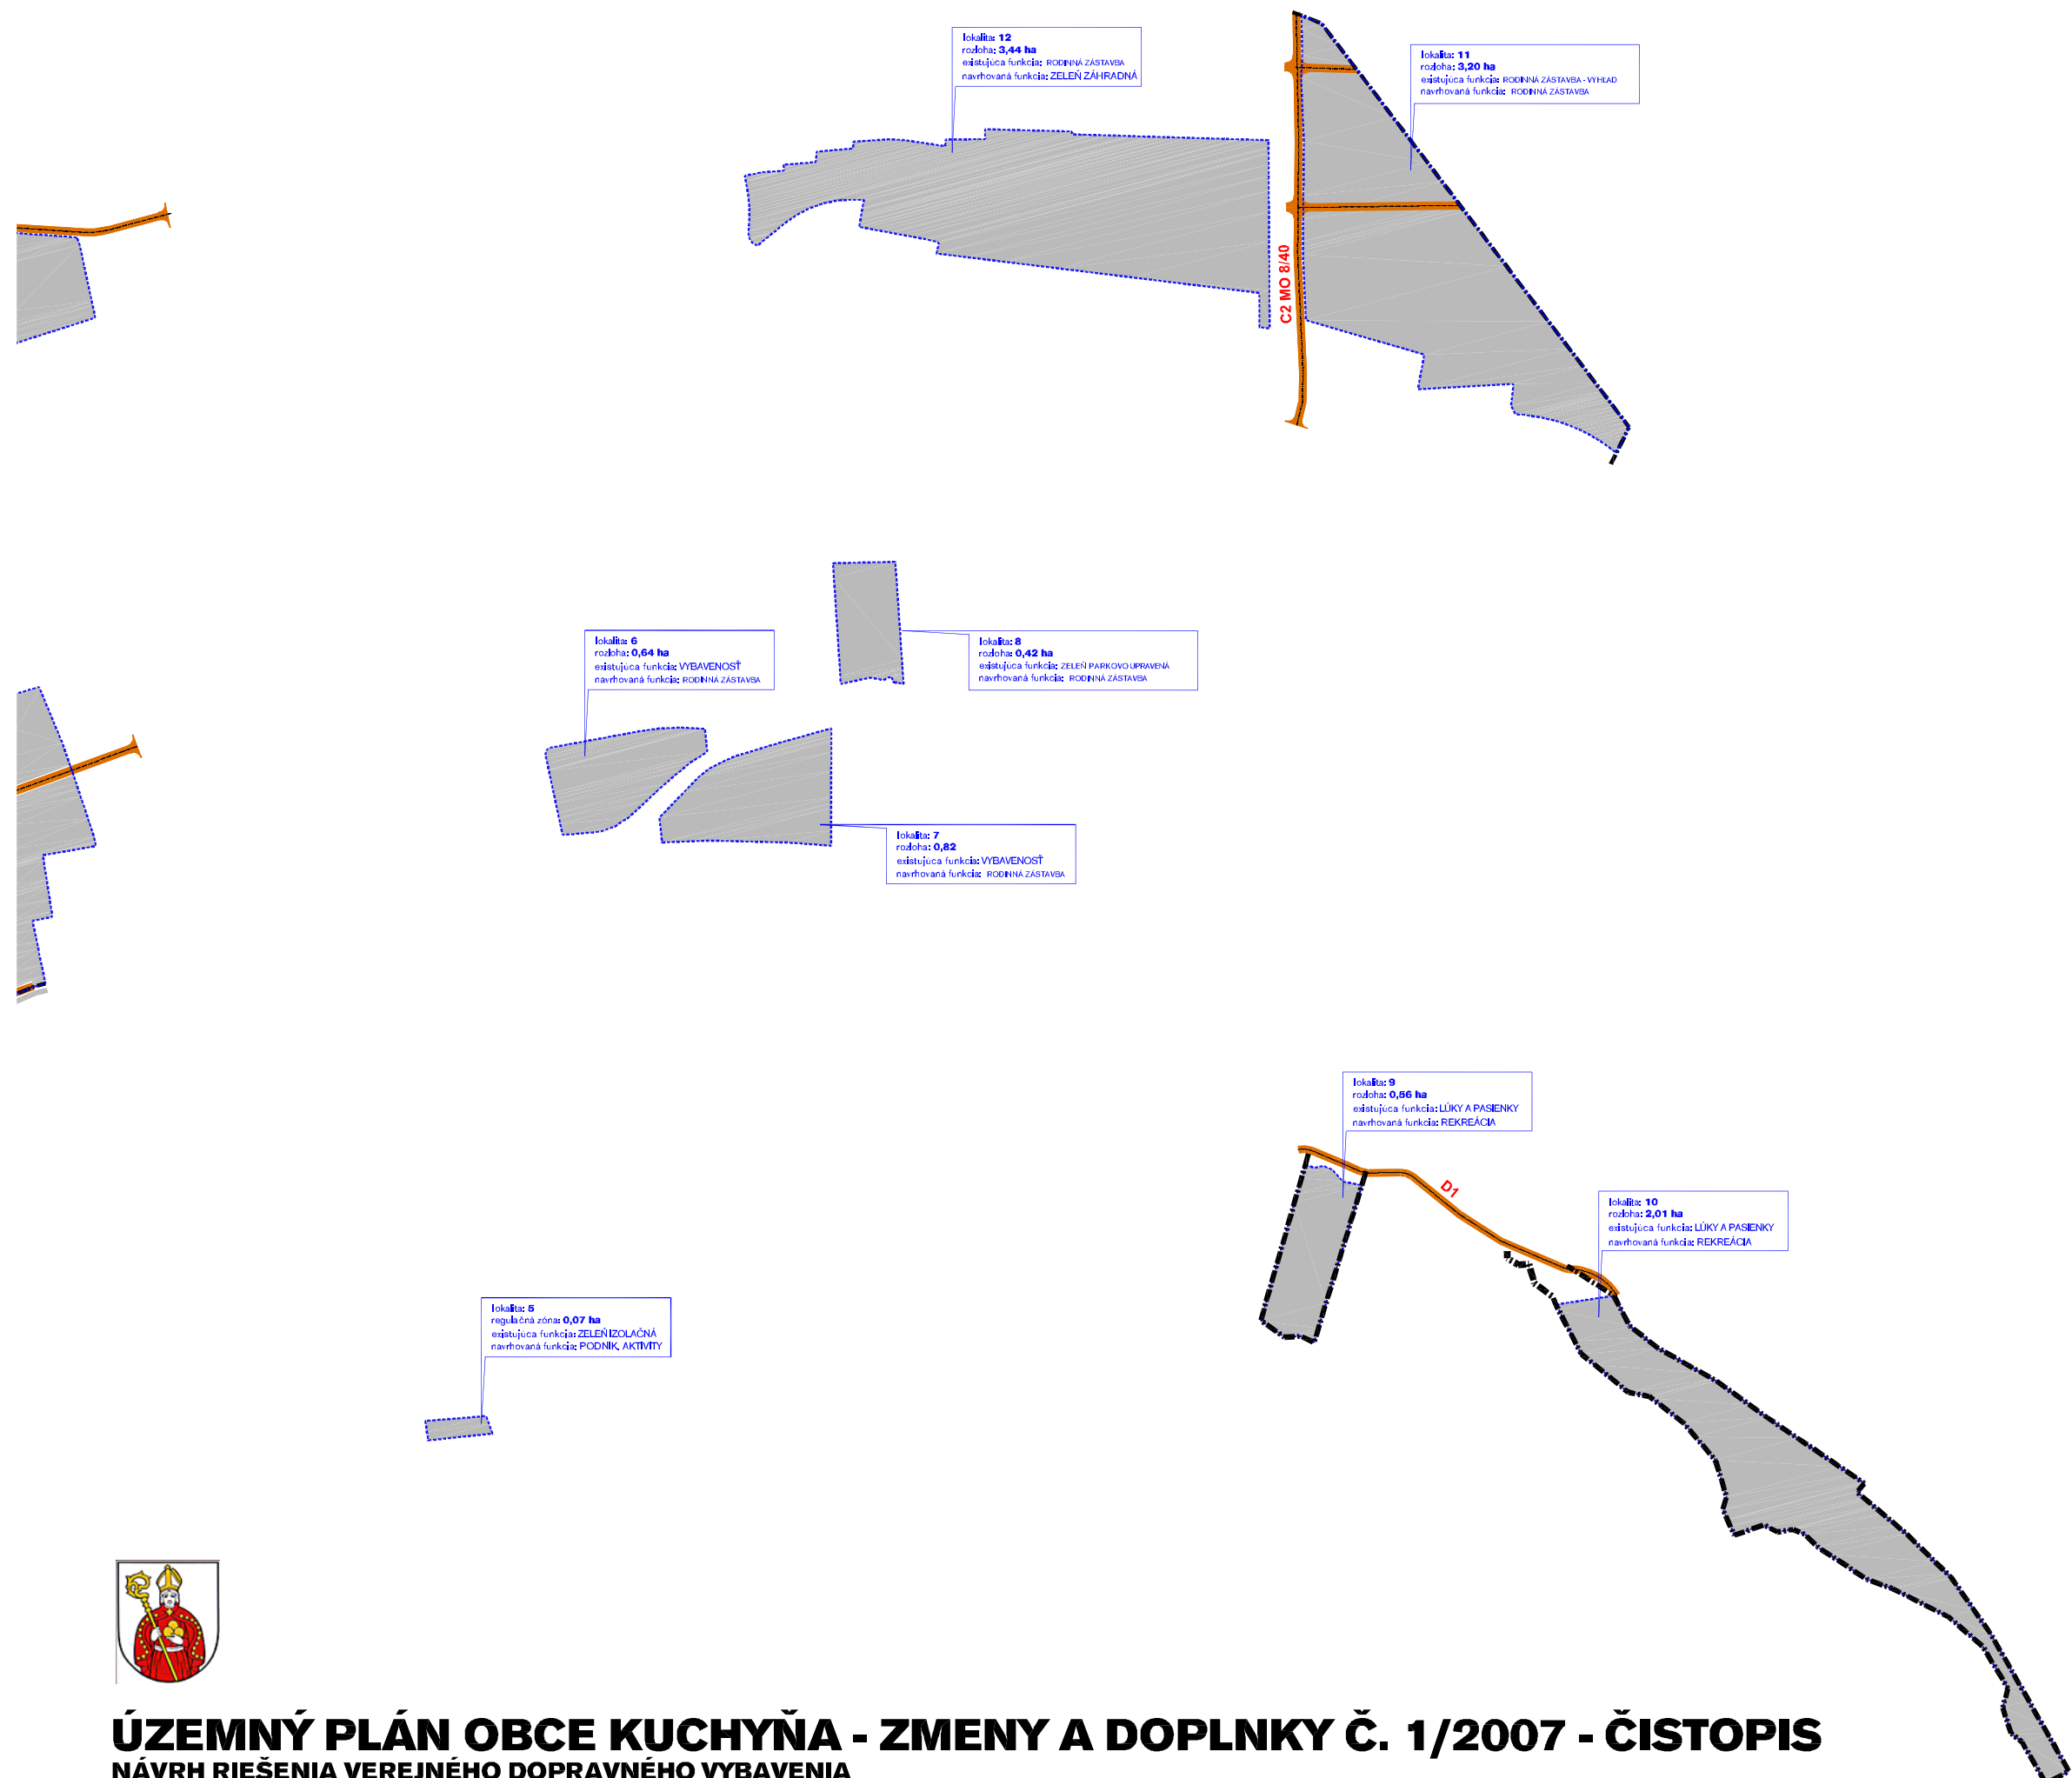 lokalita: 12
rozloha: 3,44 ha
existujúca funkcia: RODINNÁ ZÁSTAVBA
navrhovaná funkcia: ZELEŇ ZÁHRADNÁ
lokalita: 11
rozloha: 3,20 ha
existujúca funkcia: RODINNÁ ZÁSTAVBA - VÝHĽAD
navrhovaná funkcia: RODINNÁ ZÁSTAVBA
C2 MO 8/40
lokalita: 6
rozloha: 0,64 ha
existujúca funkcia: VYBAVENOSŤ
navrhovaná funkcia: RODINNÁ ZÁSTAVBA
lokalita: 8
rozloha: 0,42 ha
existujúca funkcia: ZELEŇ PARKOVO UPRAVENÁ
navrhovaná funkcia: RODINNÁ ZÁSTAVBA
lokalita: 7
rozloha: 0,82
existujúca funkcia: VYBAVENOSŤ
navrhovaná funkcia: RODINNÁ ZÁSTAVBA
lokalita: 9
rozloha: 0,56 ha
existujúca funkcia: LÚKY A PASIENKY
navrhovaná funkcia: REKREÁCIA
D1
lokalita: 10
rozloha: 2,01 ha
existujúca funkcia: LÚKY A PASIENKY
navrhovaná funkcia: REKREÁCIA
lokalita: 5
regulačná zóna: 0,07 ha
existujúca funkcia: ZELEŇ IZOLAČNÁ
navrhovaná funkcia: PODNIK. AKTIVITY
ÚZEMNÝ PLÁN OBCE KUCHYŇA - ZMENY A DOPLNKY Č. 1/2007 - ČISTOPIS
NÁVRH RIEŠENIA VEREJNÉHO DOPRAVNÉHO VYBAVENIA